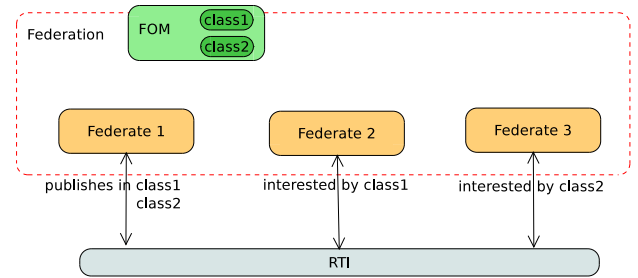 Federation
FOM
class1
class2
Federate 1
Federate 2
Federate 3
publishes in class1
class2
interested by class1
interested by class2
RTI